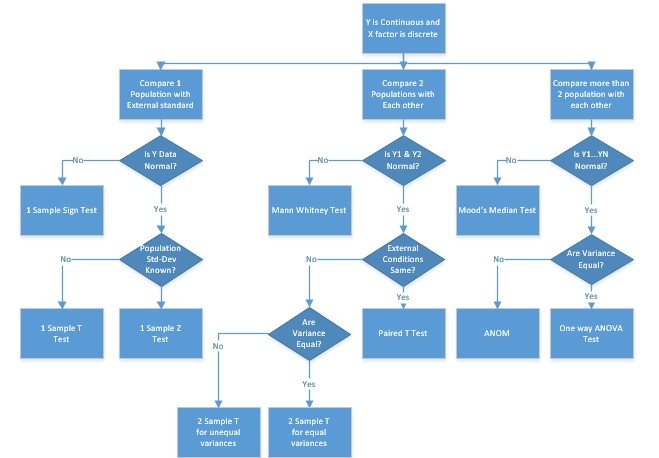 Y is Continuous and
X factor is discrete
Compare 1
Population with
External standard
Compare 2
Populations with
Each other
Compare more than
2 population with
each other
Is Y Data
Normal?
Is Y1 & Y2
Normal?
Is Y1...YN
Normal?
No
No
No
1 Sample Sign Test
Yes
Mann Whitney Test
Yes
Mood's Median Test
Yes
Population
Std-Dev
Known?
External
Conditions
Same?
Are Variance
Equal?
No
No
No
Yes
Yes
Yes
1 Sample T
Test
1 Sample Z
Test
Are
Variance
Equal?
Paired T Test
ANOM
One way ANOVA
Test
No
Yes
2 Sample T
for unequal
variances
2 Sample T
for equal
variances